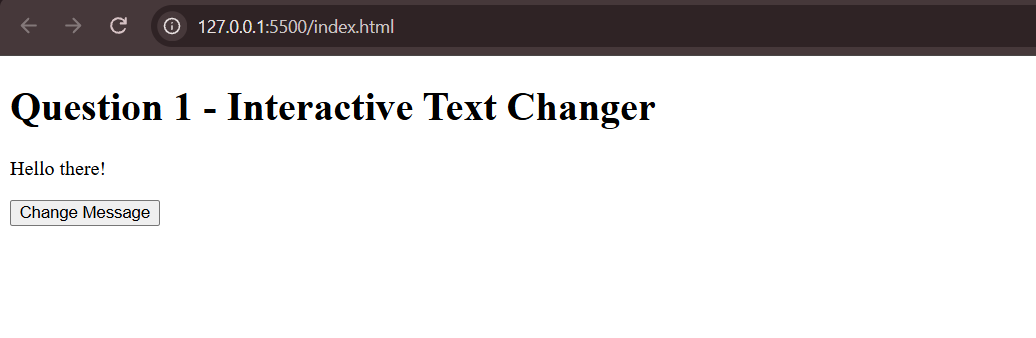 127.0.0.1:5500/index.html
Question 1 - Interactive Text Changer
Hello there!
Change Message